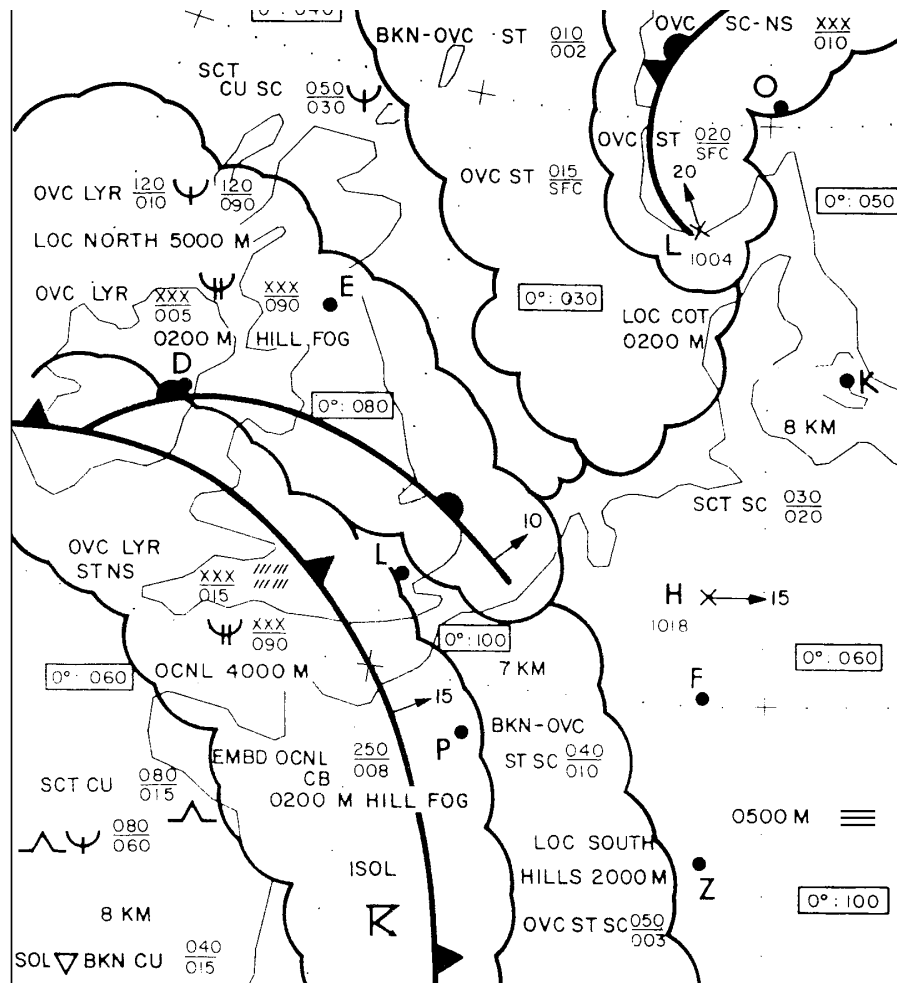 0°: 040
BKN-OVC ST 010
002
OVC SC-NS XXX
010
SCT
CU SC 050
030
O
OVC ST 020
SFC
OVC ST 015
SFC
20
OVC LYR 120
010
120
090
0°: 050
LOC NORTH 5000 M
L
1004
OVC LYR XXX
005
XXX
090
E
0°: 030
LOC COT
0200 M
0200 M HILL FOG
D
0°: 080
K
8 KM
SCT SC 030
020
10
OVC LYR
ST NS
XXX
015
L
H
15
1018
XXX
090
0°: 100
0°: 060
OCNL 4000 M
7 KM
0°: 060
F
15
P
BKN-OVC
ST SC 040
010
EMBD OCNL
CB 250
008
0200 M HILL FOG
SCT CU 080
015
080
060
0500 M
LOC SOUTH
HILLS 2000 M
ISOL
Z
0°: 100
8 KM
OVC ST SC 050
003
SOL BKN CU 040
015